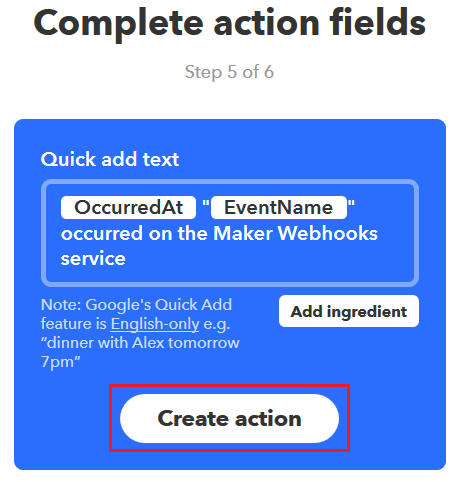 Complete action fields
Step 5 of 6
Quick add text
OccurredAt "EventName"
occurred on the Maker Webhooks
service
Note: Google's Quick Add
feature is English-only e.g.
“dinner with Alex tomorrow
7pm”
Add ingredient
Create action